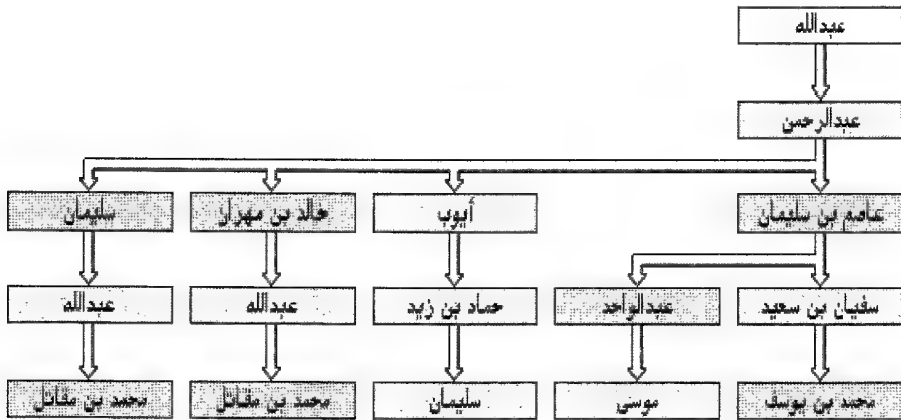 عبدالله
عبدالرحمن
عاصم بن سليمان
أيوب
خالد بن مهران
سليمان
سفيان بن سعيد
عبدالواحد
حماد بن زيد
عبدالله
عبدالله
محمد بن يوسف
موسى
سليمان
محمد بن مقاتل
محمد بن مقاتل